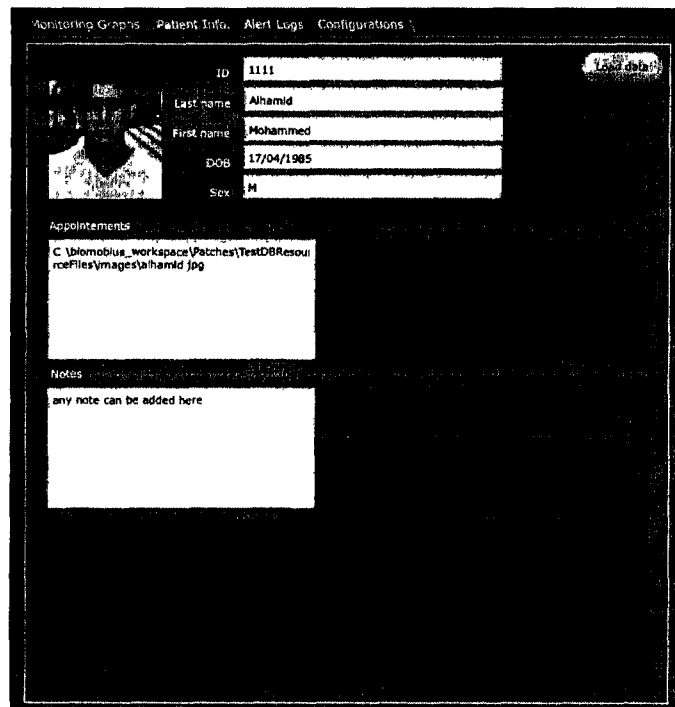 Monitoring Graphs Patient Info. Alert Logs Configurations
Load data
ID 1111
Last name Alhamid
First name Mohammed
DOB 17/04/1985
Sex M
Appointements
C \biomobius_workspace\Patches\TestDBResou
rceFiles\images\alhamid jpg
Notes
any note can be added here